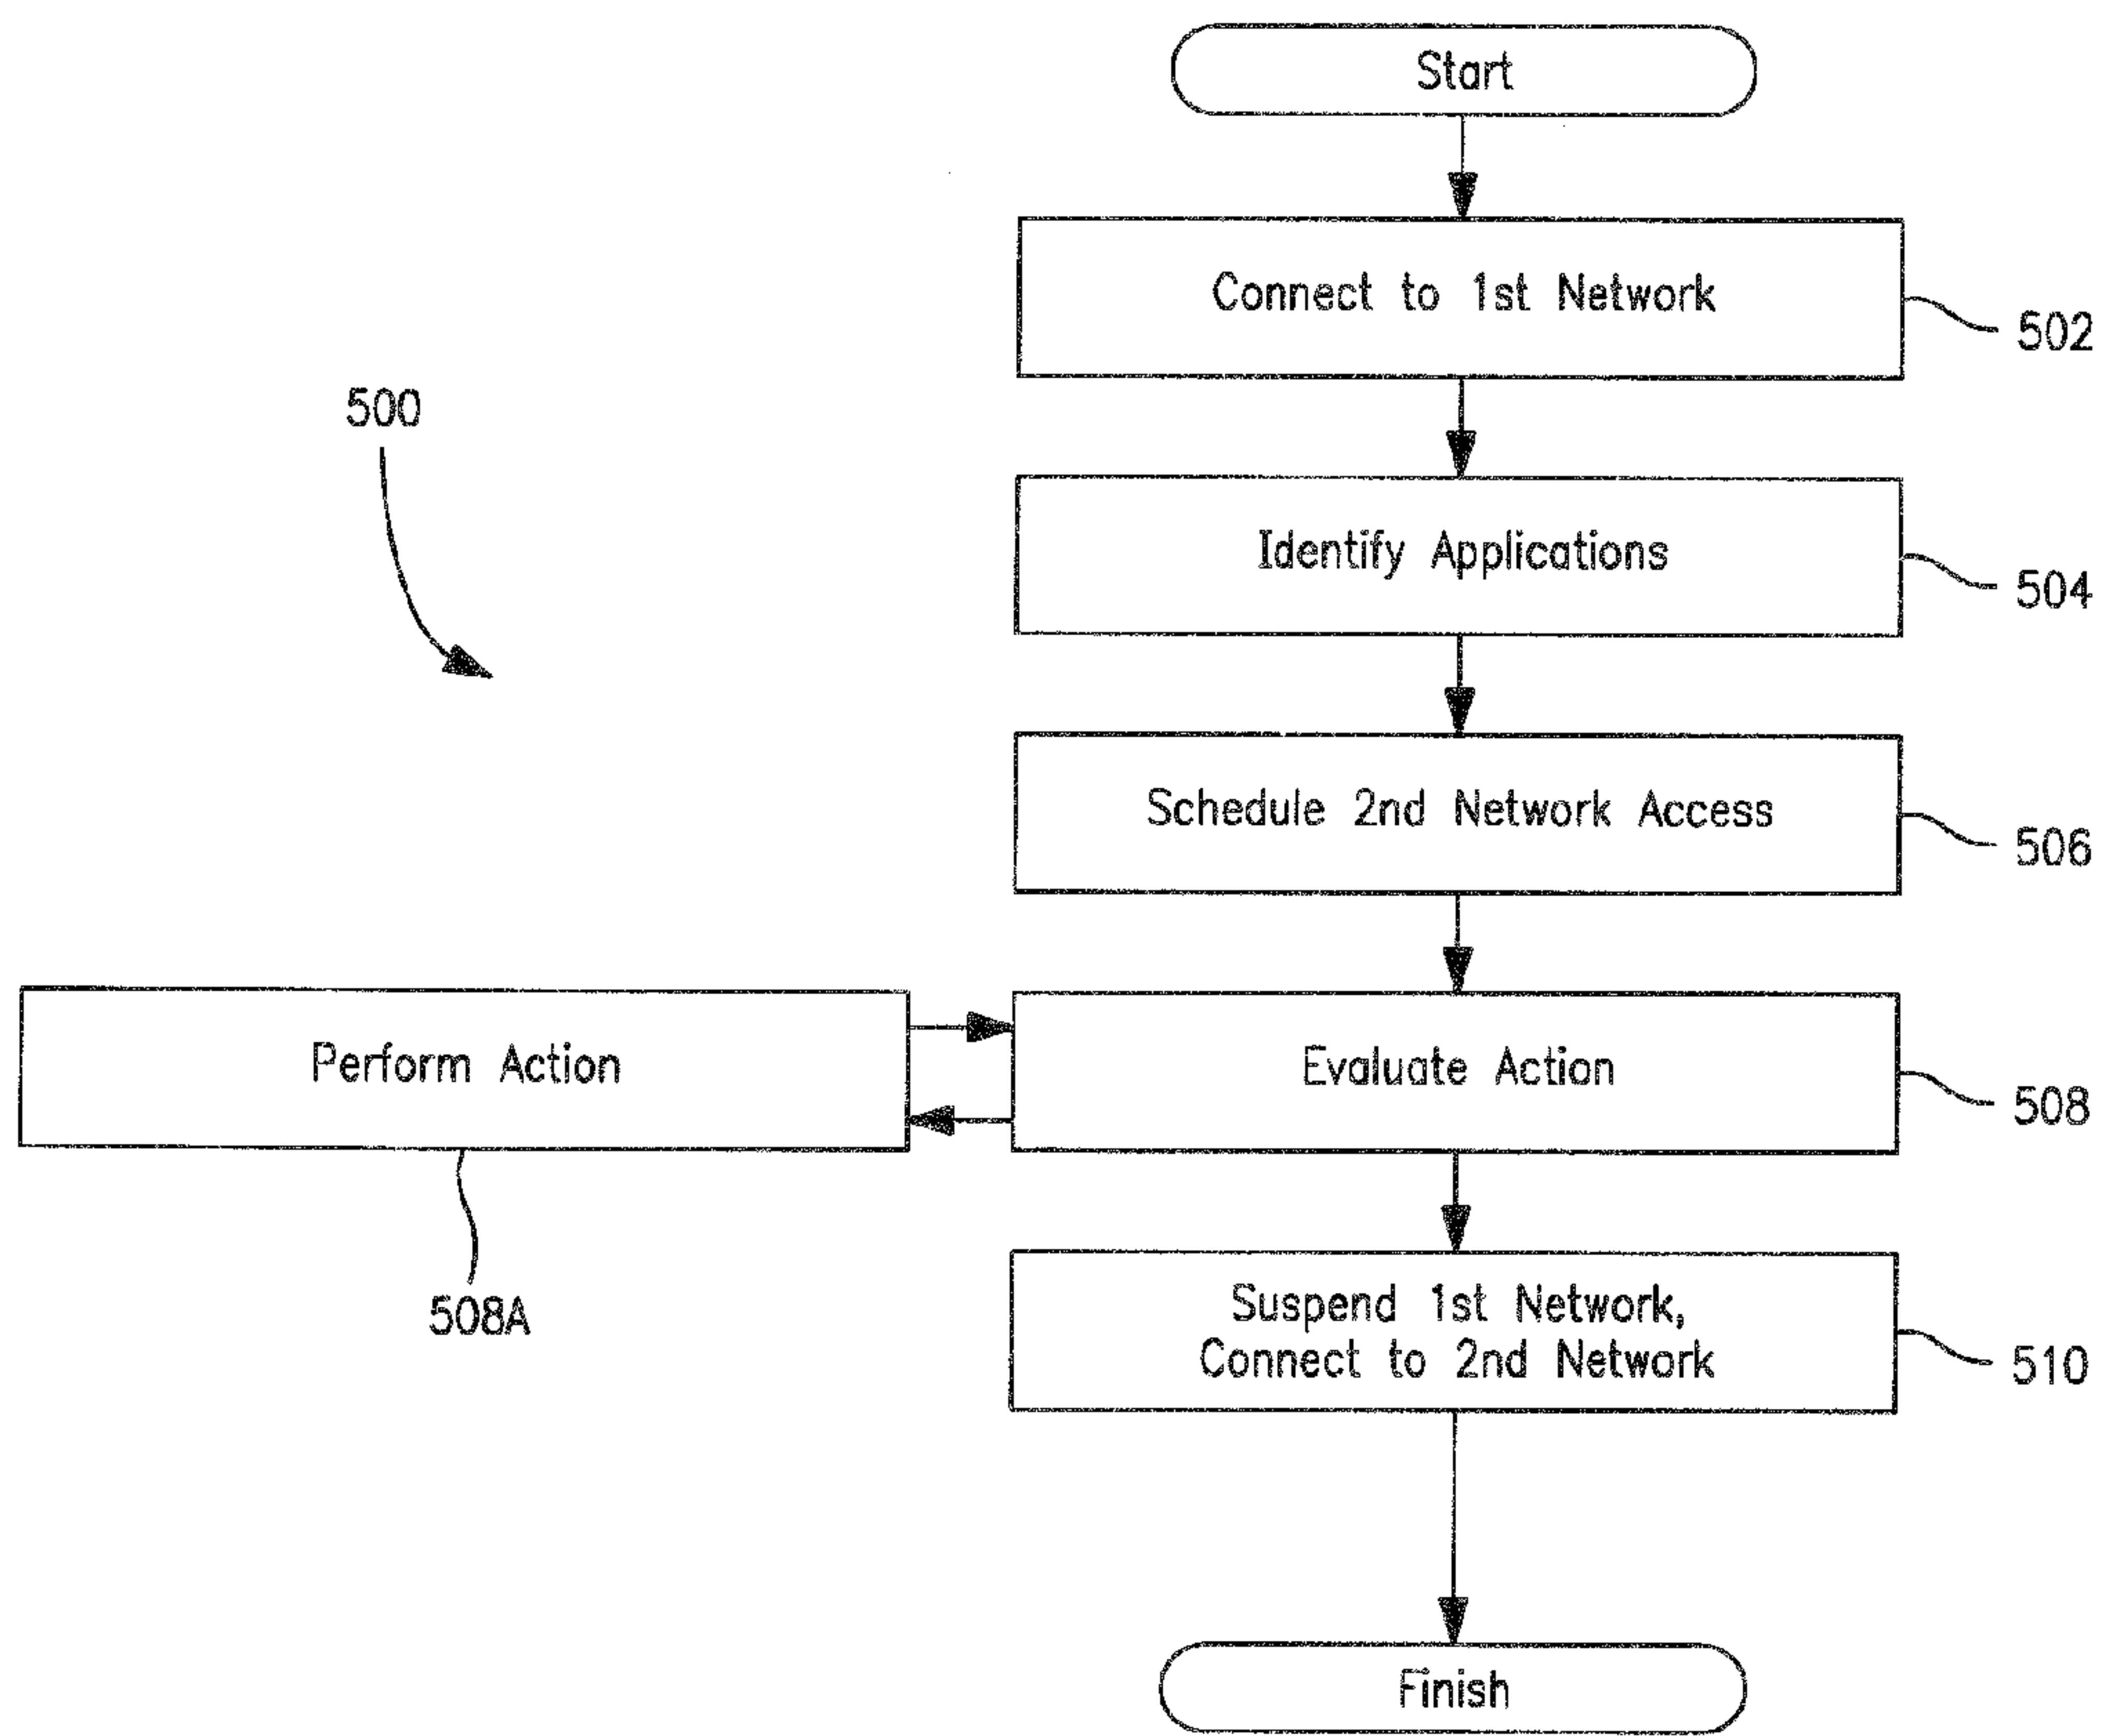 Start
Connect to 1st Network
502
500
Identify Applications
504
Schedule 2nd Network Access
506
Perform Action
Evaluate Action
508
508A
Suspend 1st Network,
Connect to 2nd Network
510
Finish